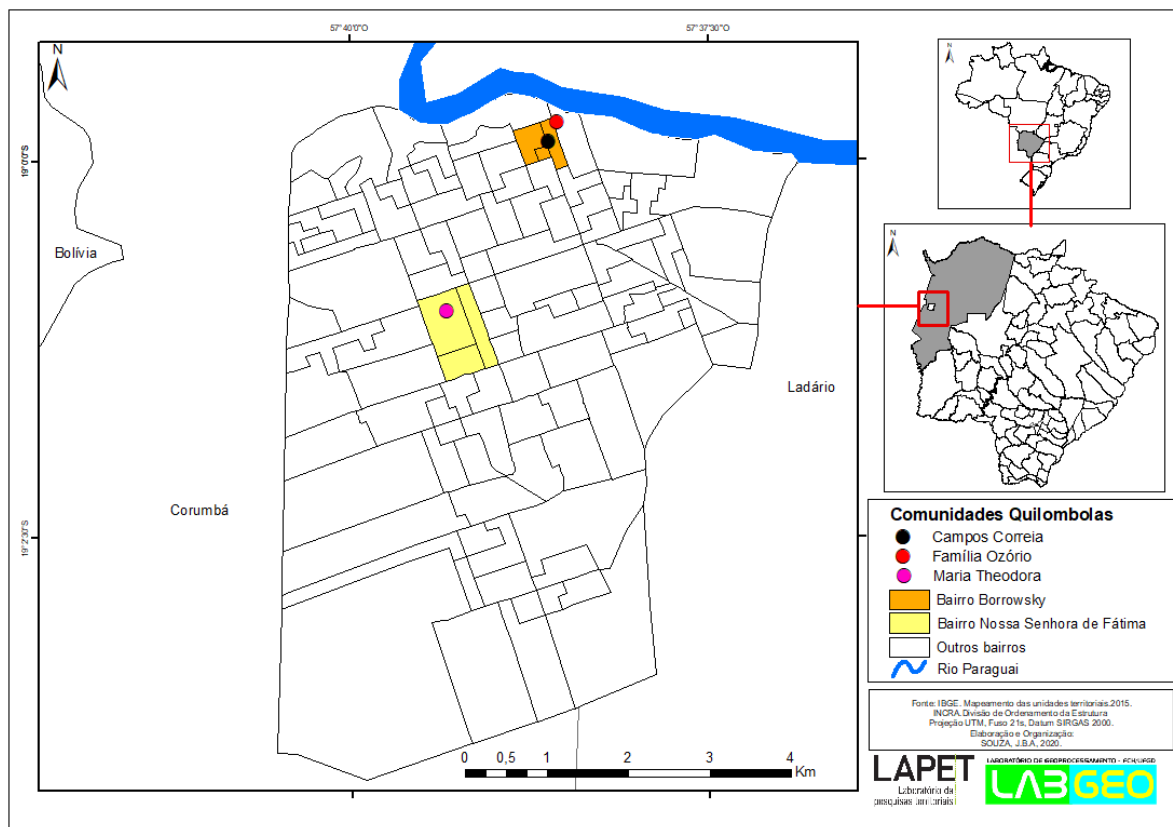 57°40'0"O
57°37'30"O
N
19°0'0"S
Bolívia
Ladário
Corumbá
19°2'30"S
0 0,5 1 2 3 4
Km
N
N
Comunidades Quilombolas
Campos Correia
Família Ozório
Maria Theodora
Bairro Borrowsky
Bairro Nossa Senhora de Fátima
Outros bairros
Rio Paraguai
Fonte: IBGE. Mapeamento das unidades territoriais.2015.
INCRA.Divisão de Ordenamento da Estrutura
Projeção UTM, Fuso 21s, Datum SIRGAS 2000.
Elaboração e Organização:
SOUZA, J.B.A, 2020.
LAPET
Laboratório de
pesquisas territoriais
LABORATÓRIO DE GEOPROCESSAMENTO - FCH/UFGD
LABGEO